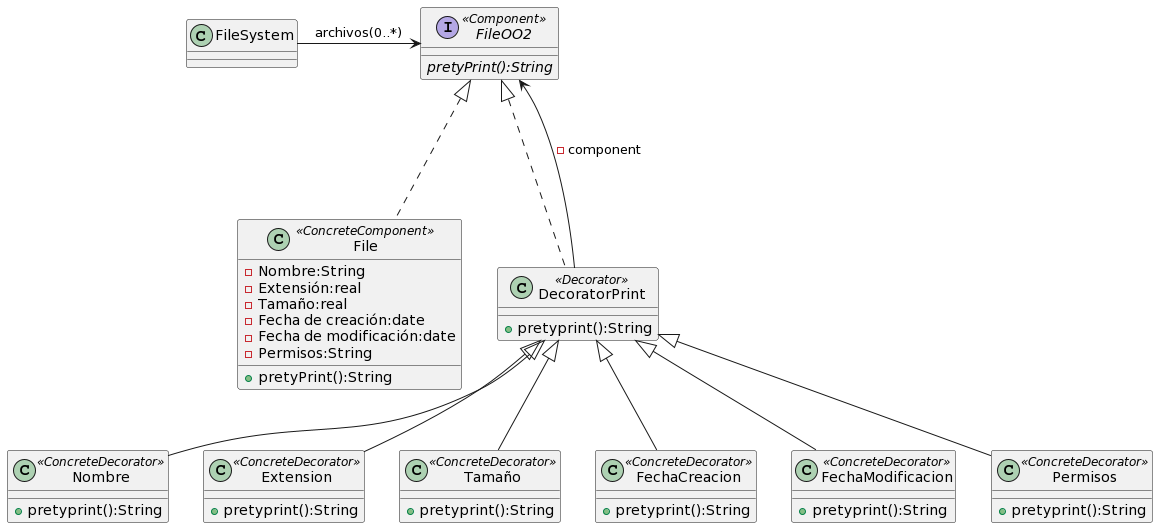 FileSystem
archivos(0..*)
«Component»
FileOO2
pretyPrint():String
component
«ConcreteComponent»
File
Nombre:String
Extensión:real
Tamaño:real
Fecha de creación:date
Fecha de modificación:date
Permisos:String
pretyPrint():String
«Decorator»
DecoratorPrint
pretyprint():String
«ConcreteDecorator»
Nombre
pretyprint():String
«ConcreteDecorator»
Extension
pretyprint():String
«ConcreteDecorator»
Tamaño
pretyprint():String
«ConcreteDecorator»
FechaCreacion
pretyprint():String
«ConcreteDecorator»
FechaModificacion
pretyprint():String
«ConcreteDecorator»
Permisos
pretyprint():String